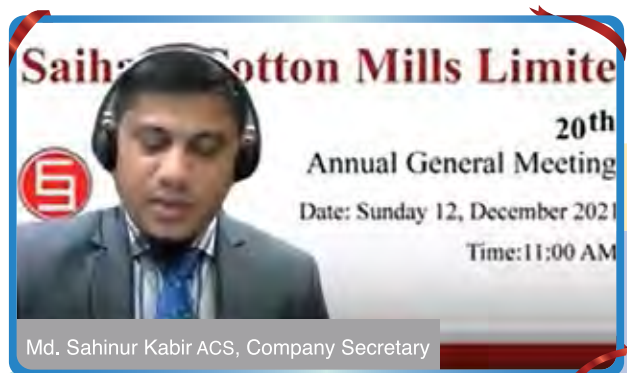 Saiha Cotton Mills Limite
20th
Annual General Meeting
Date: Sunday 12, December 2021
Time:11:00 AM
Md. Sahinur Kabir ACS, Company Secretary